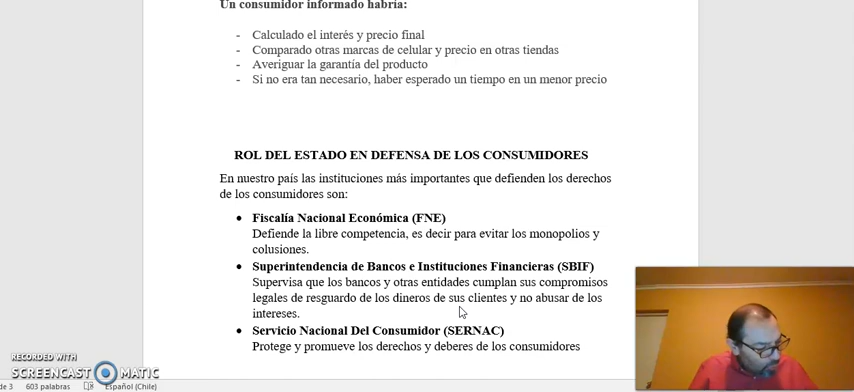 Un consumidor informado habría:
- Calculado el interés y precio final
- Comparado otras marcas de celular y precio en otras tiendas
- Averiguar la garantía del producto
- Si no era tan necesario, haber esperado un tiempo en un menor precio
ROL DEL ESTADO EN DEFENSA DE LOS CONSUMIDORES
En nuestro país las instituciones más importantes que defienden los derechos
de los consumidores son:
• Fiscalía Nacional Económica (FNE)
Defiende la libre competencia, es decir para evitar los monopolios y
colusiones.
• Superintendencia de Bancos e Instituciones Financieras (SBIF)
Supervisa que los bancos y otras entidades cumplan sus compromisos
legales de resguardo de los dineros de sus clientes y no abusar de los
intereses.
• Servicio Nacional Del Consumidor (SERNAC)
Protege y promueve los derechos y deberes de los consumidores
RECORDED WITH
SCREENCAST MATIC
de 3 603 palabras Español (Chile)